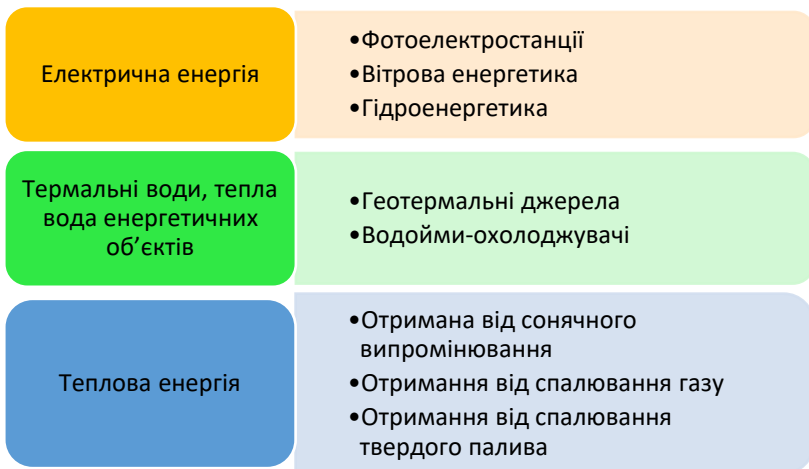 Електрична енергія
•Фотоелектростанції
•Вітрова енергетика
•Гідроенергетика
Термальні води, тепла
вода енергетичних
об’єктів
•Геотермальні джерела
•Водойми-охолоджувачі
Теплова енергія
•Отримана від сонячного
випромінювання
•Отримання від спалювання газу
•Отримання від спалювання
твердого палива